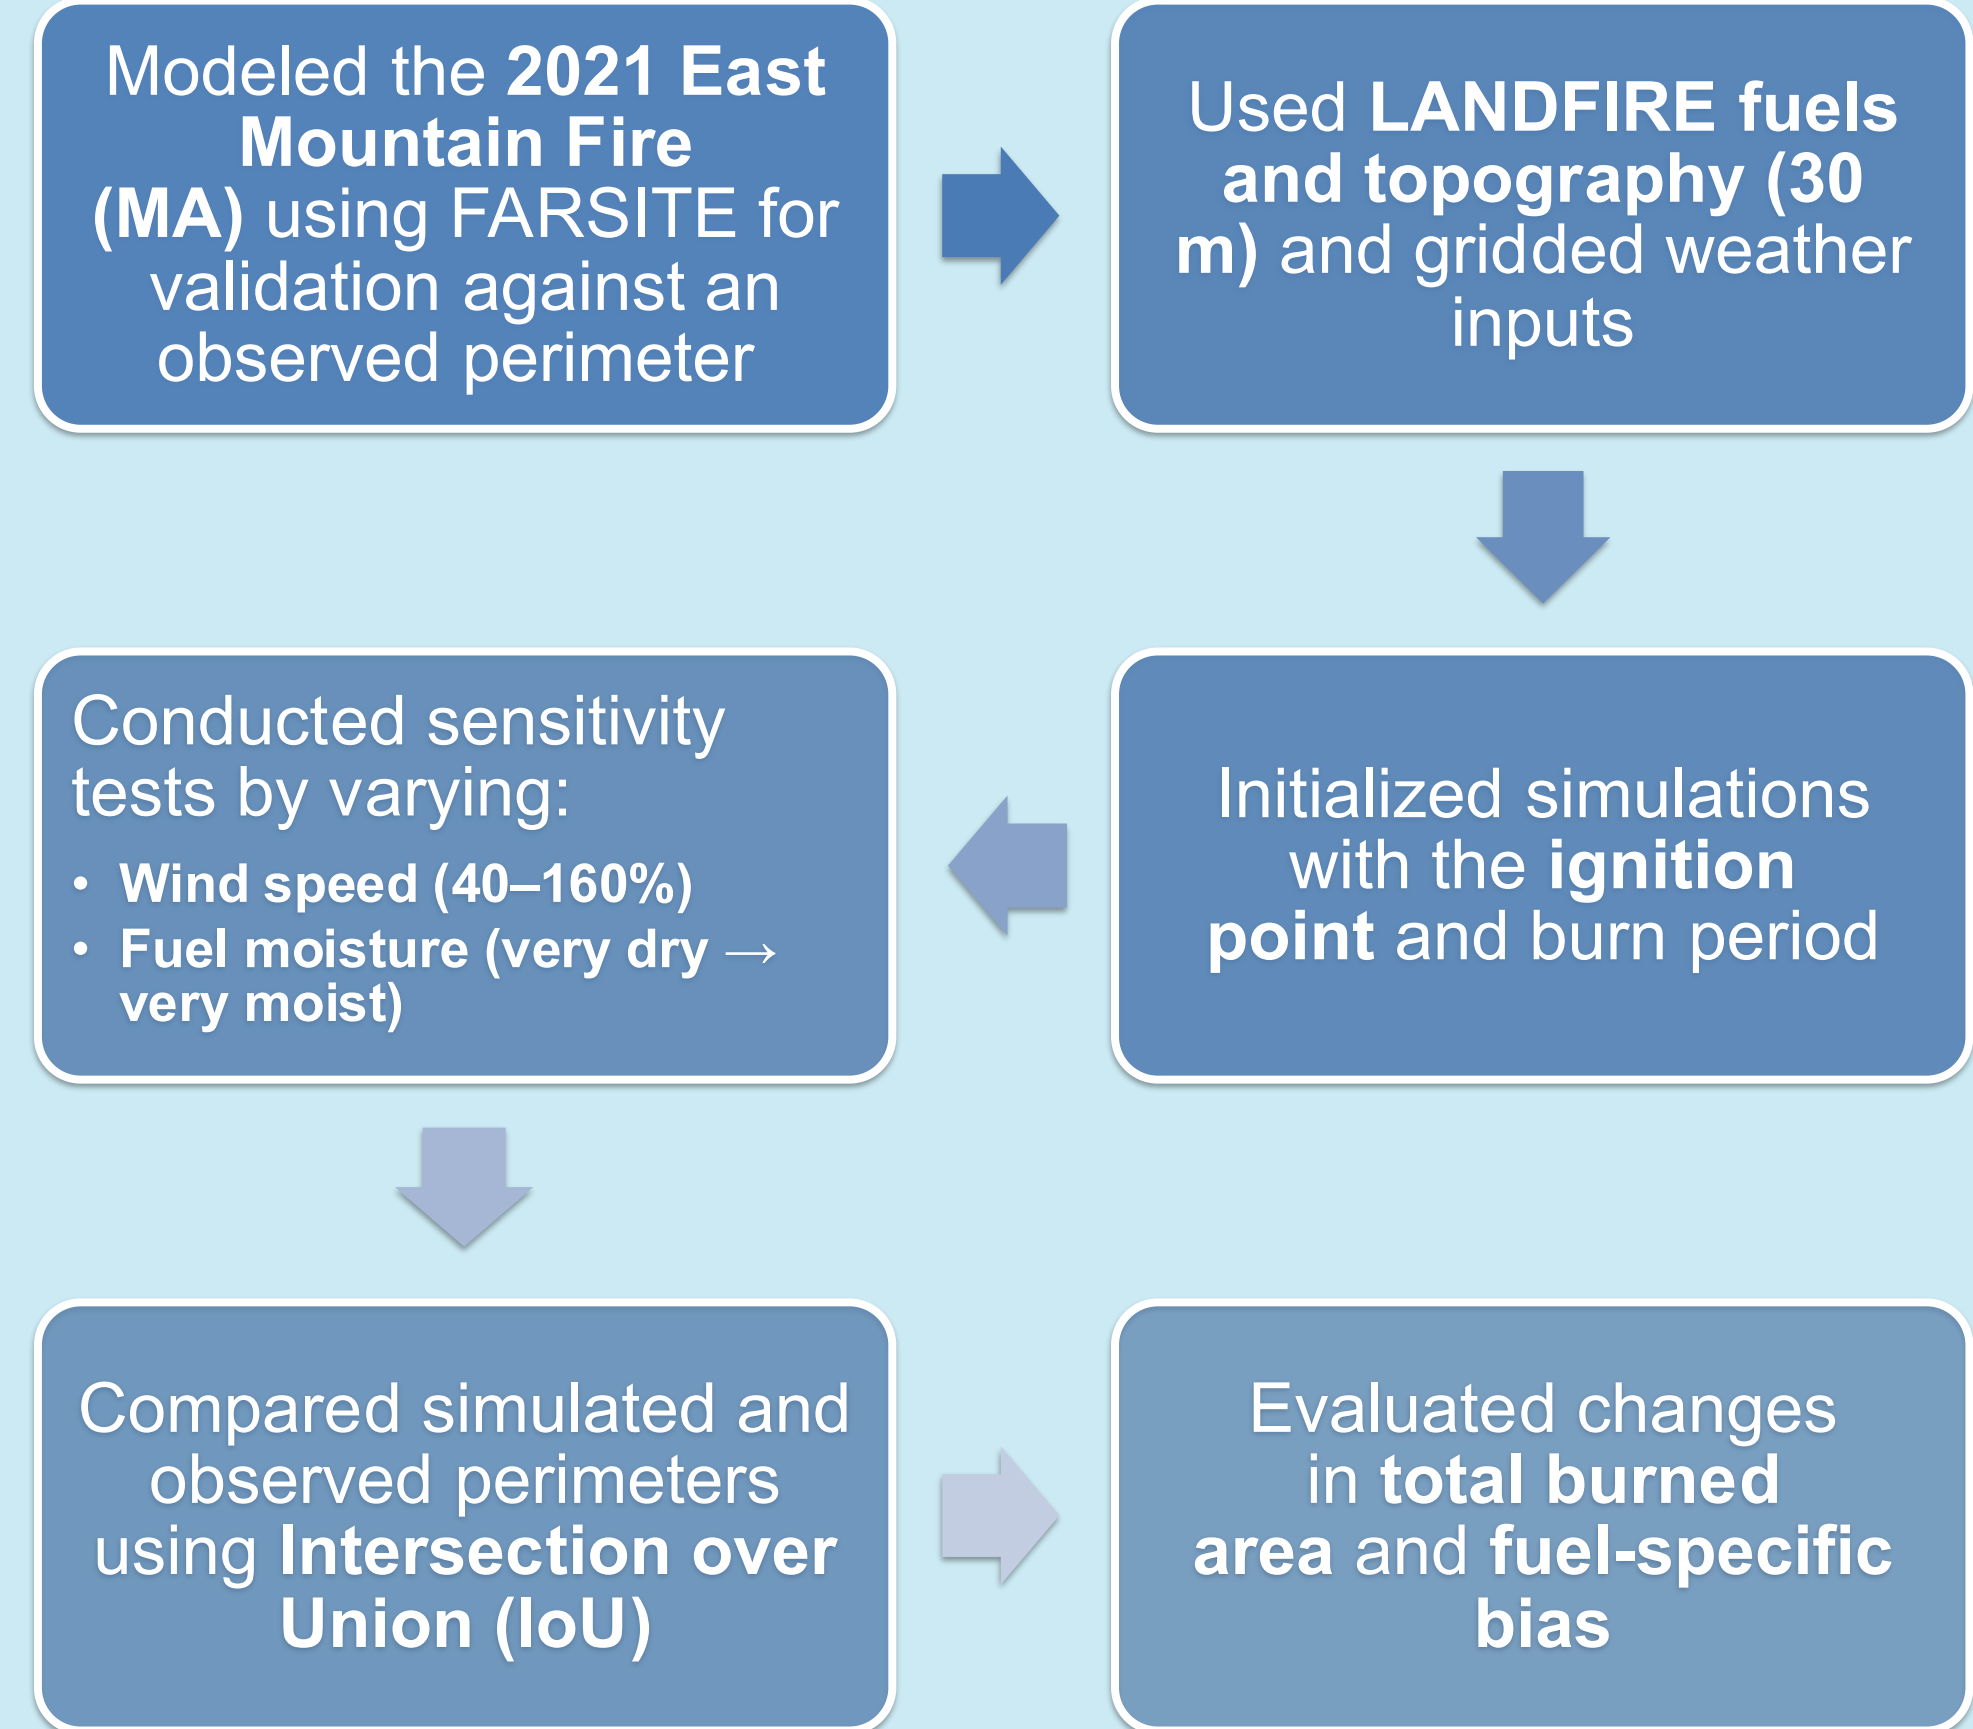 Modeled the 2021 East
Mountain Fire
(MA) using FARSITE for
validation against an
observed perimeter
Used LANDFIRE fuels
and topography (30
m) and gridded weather
inputs
Initialized simulations
with the ignition
point and burn period
Conducted sensitivity
tests by varying:
• Wind speed (40–160%)
• Fuel moisture (very dry →
very moist)
Compared simulated and
observed perimeters
using Intersection over
Union (IoU)
Evaluated changes
in total burned
area and fuel-specific
bias